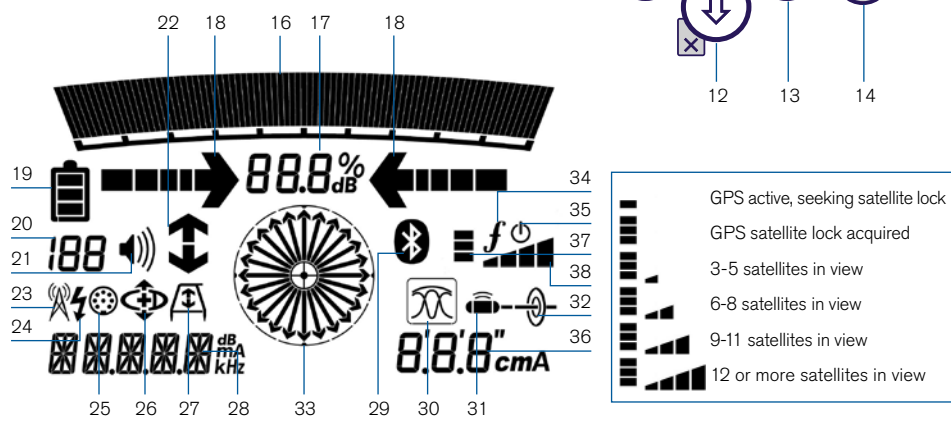 22 18 16 17 18
12 13 14
19
88.8 % dB
34
35
20
188
f
37
21
38
23
32
24
dB
mA
kHz
36
8'.8'.8" cmA
25 26 27 28 33 29 30 31
GPS active, seeking satellite lock
GPS satellite lock acquired
3-5 satellites in view
6-8 satellites in view
9-11 satellites in view
12 or more satellites in view